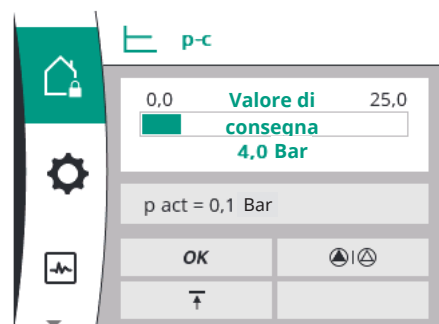 p-c
0,0 Valore di 25,0
consegna
4,0 Bar
p act = 0,1 Bar
OK